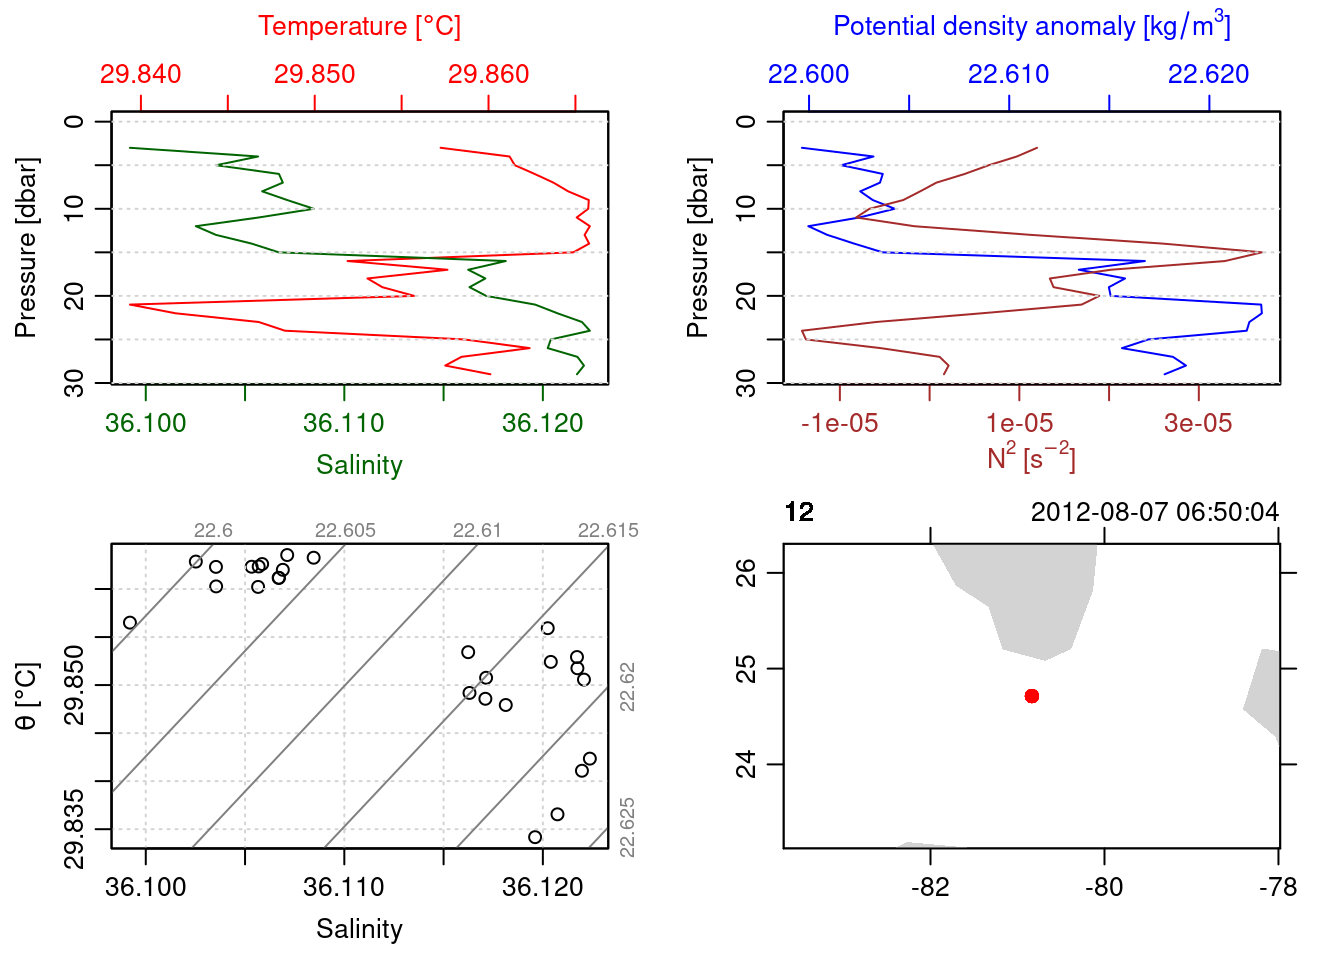 Temperature [°C]
29.840 29.850 29.860
Pressure [dbar]
0 10 20 30
36.100 36.110 36.120
Salinity
Potential density anomaly [kg/m³]
22.600 22.610 22.620
Pressure [dbar]
0 10 20 30
-1e-05 1e-05 3e-05
N² [s⁻²]
22.6 22.605 22.61 22.615
θ [°C]
29.835 29.850
22.62
22.625
36.100 36.110 36.120
Salinity
12 2012-08-07 06:50:04
26
25
24
-82 -80 -78